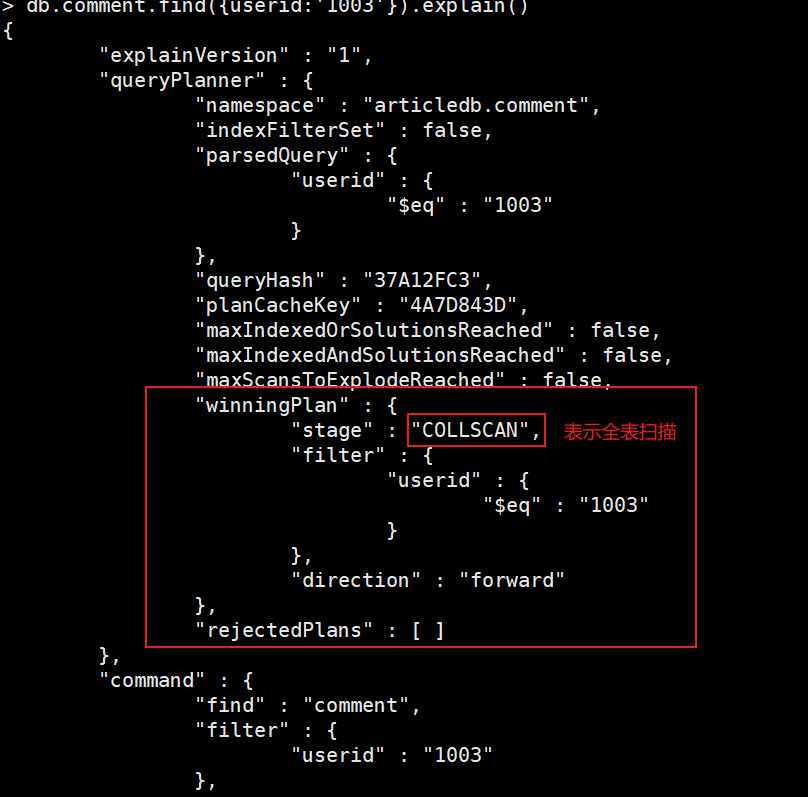 > db.comment.find({userid:'1003'}).explain()
{
"explainVersion" : "1",
"queryPlanner" : {
"namespace" : "articledb.comment",
"indexFilterSet" : false,
"parsedQuery" : {
"userid" : {
"$eq" : "1003"
}
},
"queryHash" : "37A12FC3",
"planCacheKey" : "4A7D843D",
"maxIndexedOrSolutionsReached" : false,
"maxIndexedAndSolutionsReached" : false,
"maxScansToExplodeReached" : false,
"winningPlan" : {
"stage" : "COLLSCAN", 表示全表扫描
"filter" : {
"userid" : {
"$eq" : "1003"
}
},
"direction" : "forward"
},
"rejectedPlans" : [ ]
},
"command" : {
"find" : "comment",
"filter" : {
"userid" : "1003"
},